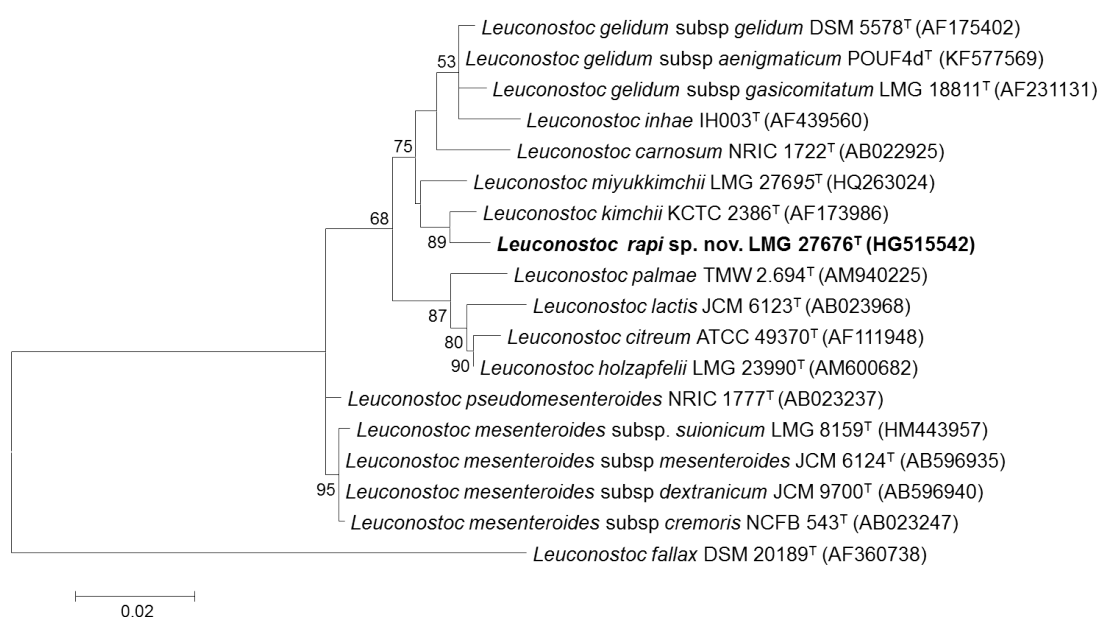 Leuconostoc gelidum subsp gelidum DSM 5578ᵀ (AF175402)
53
Leuconostoc gelidum subsp aenigmaticum POUF4dᵀ (KF577569)
Leuconostoc gelidum subsp gasicomitatum LMG 18811ᵀ (AF231131)
Leuconostoc inhae IH003ᵀ (AF439560)
75
Leuconostoc carnosum NRIC 1722ᵀ (AB022925)
Leuconostoc miyukkimchii LMG 27695ᵀ (HQ263024)
68
Leuconostoc kimchii KCTC 2386ᵀ (AF173986)
89
Leuconostoc rapi sp. nov. LMG 27676ᵀ (HG515542)
Leuconostoc palmae TMW 2.694ᵀ (AM940225)
Leuconostoc lactis JCM 6123ᵀ (AB023968)
87
Leuconostoc citreum ATCC 49370ᵀ (AF111948)
80
90
Leuconostoc holzapfelii LMG 23990ᵀ (AM600682)
Leuconostoc pseudomesenteroides NRIC 1777ᵀ (AB023237)
Leuconostoc mesenteroides subsp. suionicum LMG 8159ᵀ (HM443957)
Leuconostoc mesenteroides subsp mesenteroides JCM 6124ᵀ (AB596935)
95
Leuconostoc mesenteroides subsp dextranicum JCM 9700ᵀ (AB596940)
Leuconostoc mesenteroides subsp cremoris NCFB 543ᵀ (AB023247)
Leuconostoc fallax DSM 20189ᵀ (AF360738)
0.02